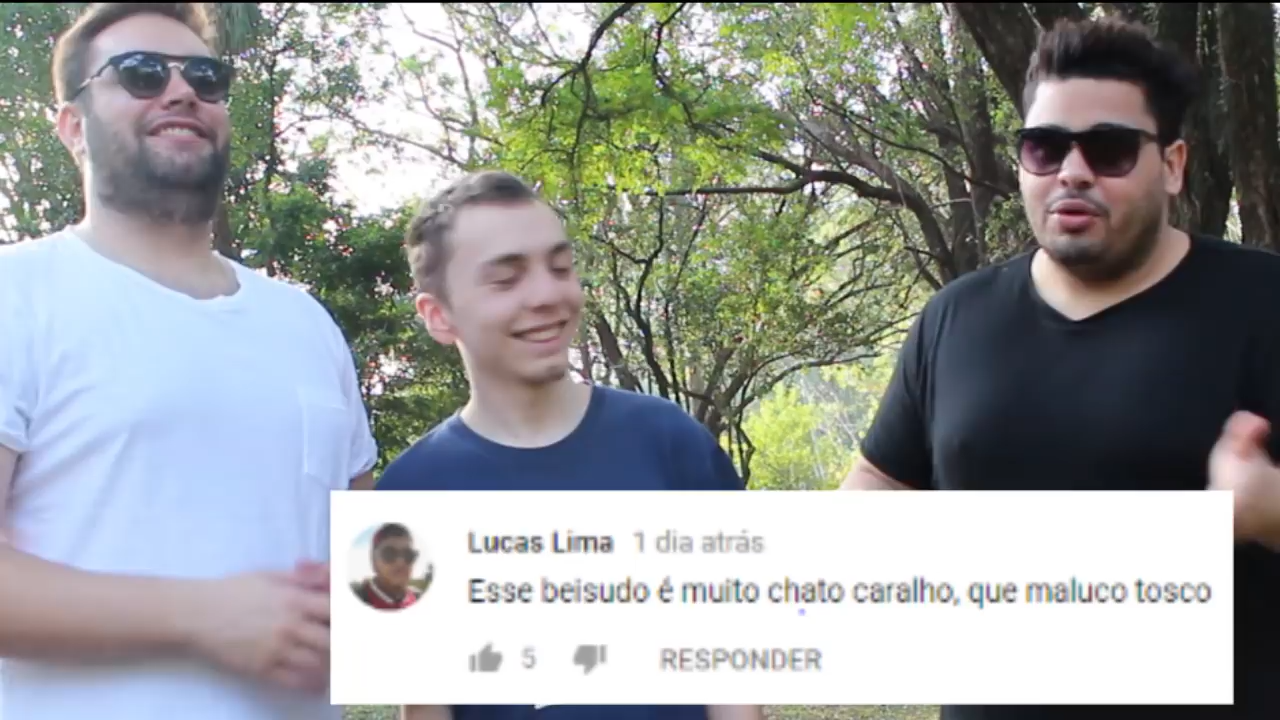 Lucas Lima 1 dia atrás
Esse beisudo é muito chato caralho, que maluco tosco
5 RESPONDER